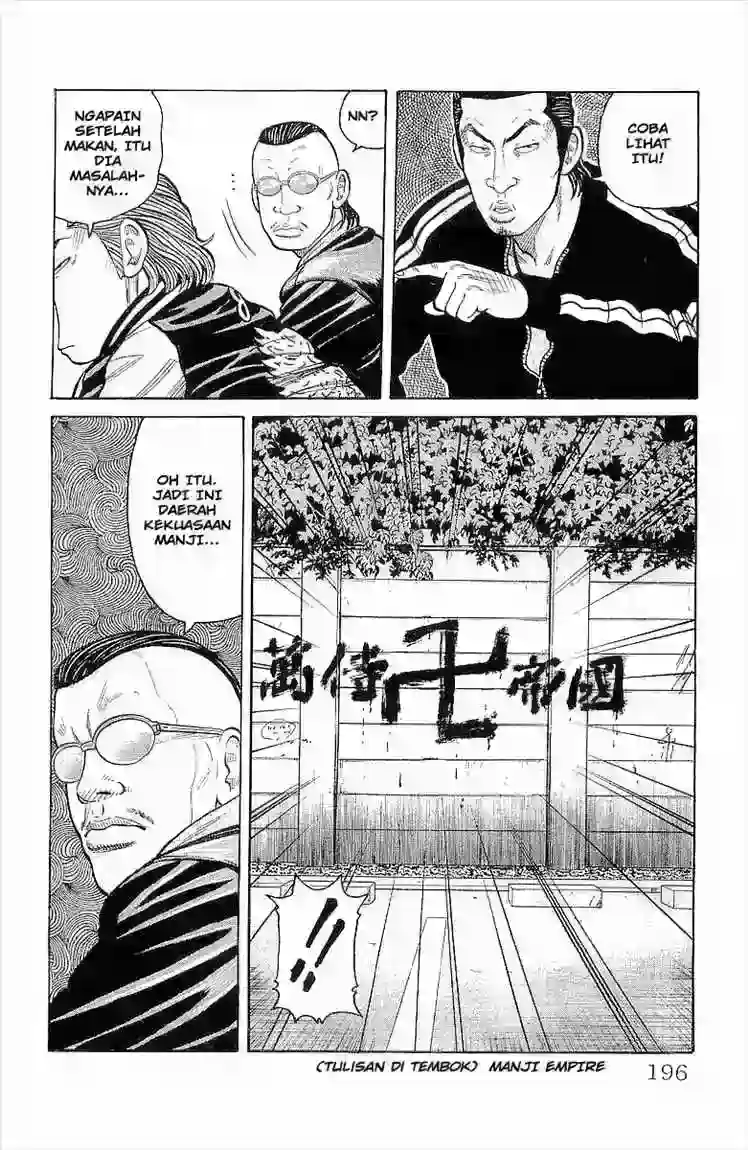 COBA
LIHAT
ITU!
NN?
NGAPAIN
SETELAH
MAKAN, ITU
DIA
MASALAH-
NYA...
萬侍卍帝國
!!
OH ITU.
JADI INI
DAERAH
KEKUASAAN
MANJI...
(TULISAN DI TEMBOK) MANJI EMPIRE
196